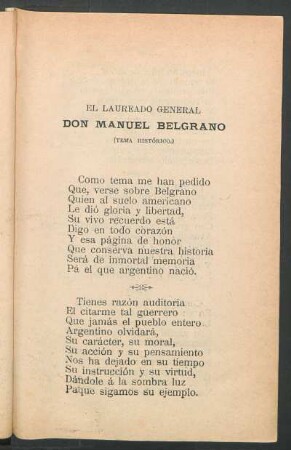 EL LAUREADO GENERAL
DON MANUEL BELGRANO
(TEMA HISTÓRICO.)
Como tema me han pedido
Que, verse sobre Belgrano
Quien al suelo americano
Le dió gloria y libertad,
Su vivo recuerdo está
Digo en todo corazón
Y esa página de honor
Que conserva nuestra historia
Será de inmortal memoria
Pá el que argentino nació.
Tienes razón auditoria
El citarme tal guerrero
Que jamás el pueblo entero
Argentino olvidará,
Su carácter, su moral,
Su acción y su pensamiento
Nos ha dejado en su tiempo
Su instrucción y su virtud,
Dándole á la sombra luz
Pa'que sigamos su ejemplo.